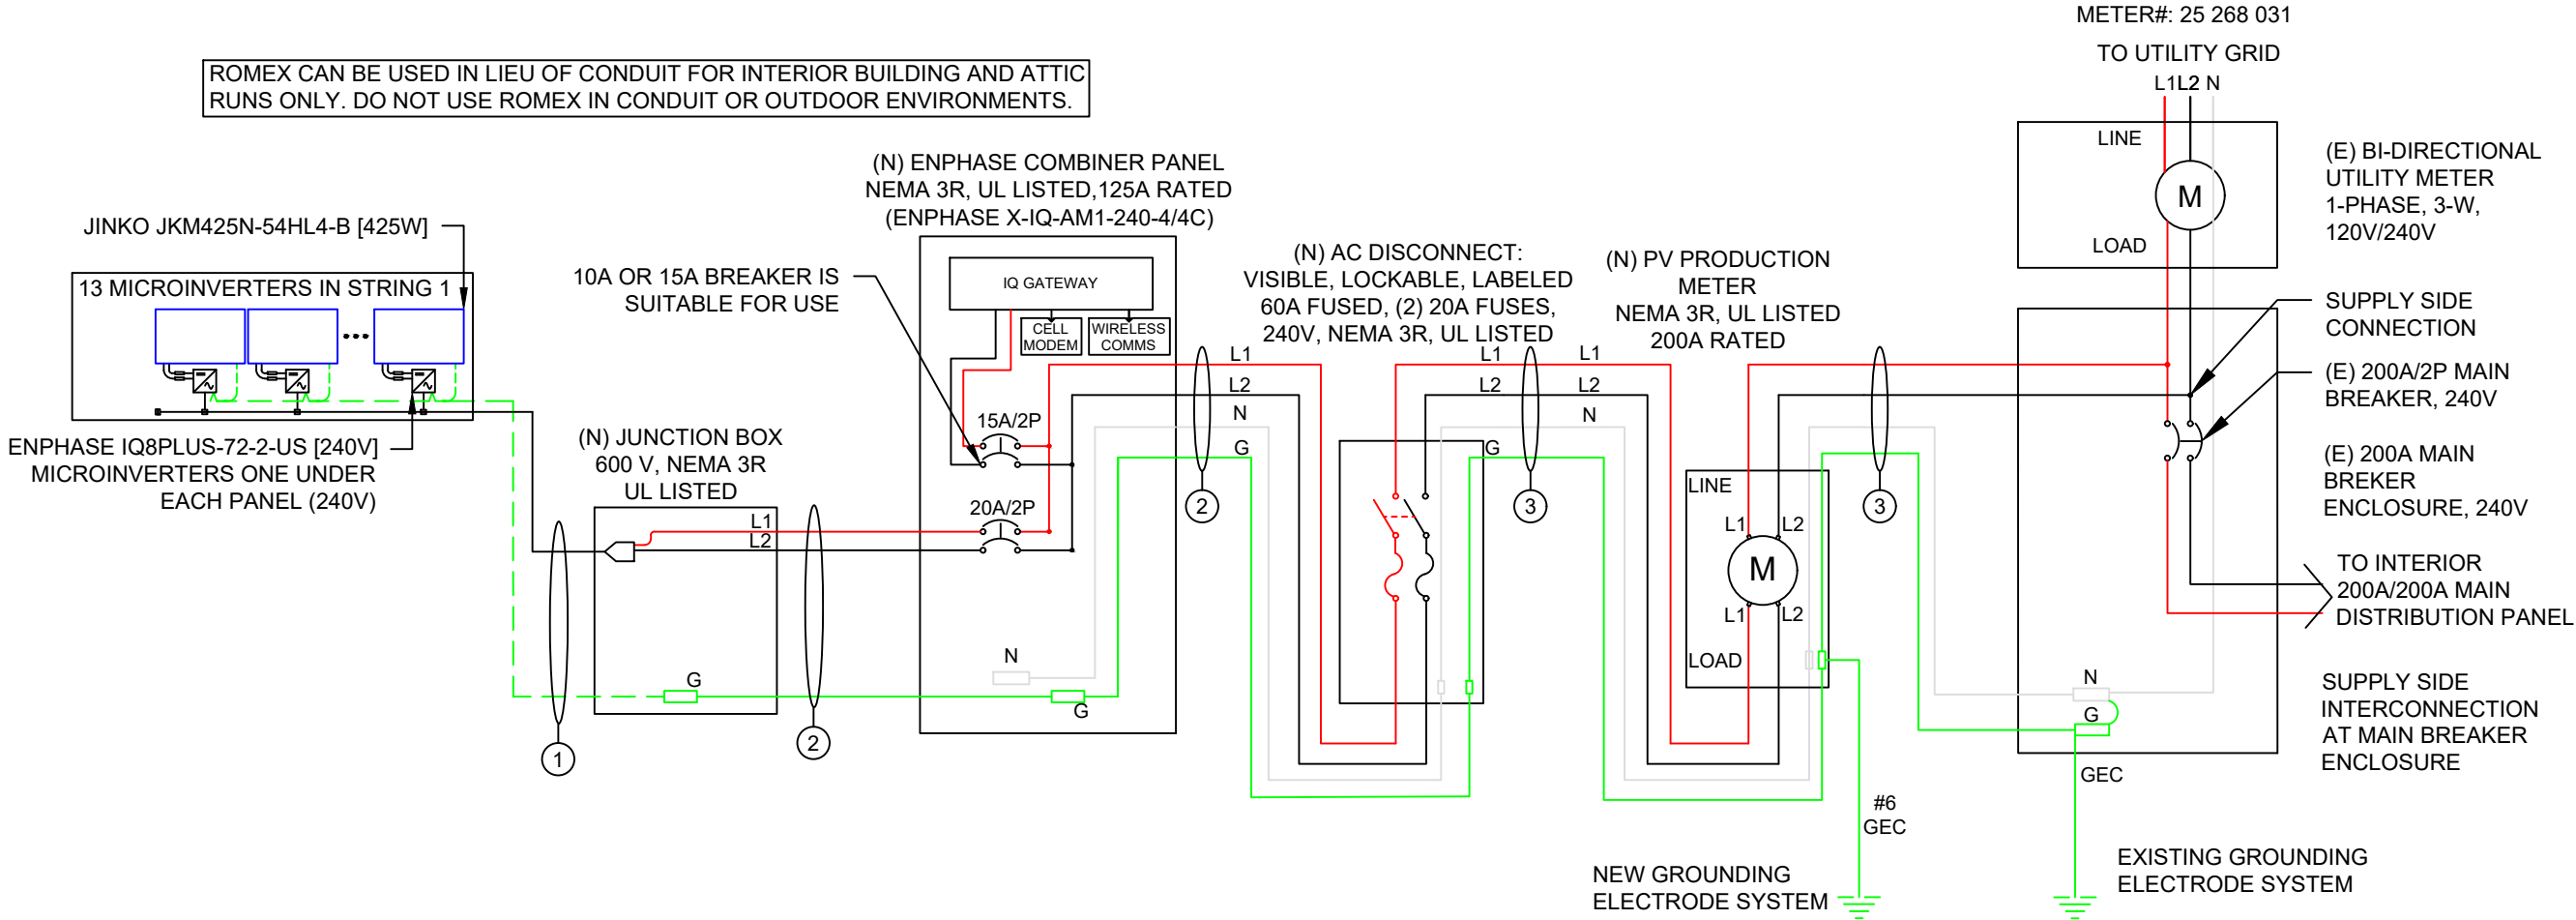 METER#: 25 268 031
TO UTILITY GRID
L1L2 N
ROMEX CAN BE USED IN LIEU OF CONDUIT FOR INTERIOR BUILDING AND ATTIC
RUNS ONLY. DO NOT USE ROMEX IN CONDUIT OR OUTDOOR ENVIRONMENTS.
JINKO JKM425N-54HL4-B [425W]
13 MICROINVERTERS IN STRING 1
ENPHASE IQ8PLUS-72-2-US [240V]
MICROINVERTERS ONE UNDER
EACH PANEL (240V)
(N) JUNCTION BOX
600 V, NEMA 3R
UL LISTED
L1
L2
G
1
2
(N) ENPHASE COMBINER PANEL
NEMA 3R, UL LISTED,125A RATED
(ENPHASE X-IQ-AM1-240-4/4C)
10A OR 15A BREAKER IS
SUITABLE FOR USE
IQ GATEWAY
CELL
MODEM
WIRELESS
COMMS
15A/2P
20A/2P
N
G
L1
L2
N
G
2
(N) AC DISCONNECT:
VISIBLE, LOCKABLE, LABELED
60A FUSED, (2) 20A FUSES,
240V, NEMA 3R, UL LISTED
L1
L2
G
L1
L2
N
3
(N) PV PRODUCTION
METER
NEMA 3R, UL LISTED
200A RATED
LINE
L1
L2
M
L1
L2
LOAD
3
#6
GEC
NEW GROUNDING
ELECTRODE SYSTEM
LINE
M
LOAD
(E) BI-DIRECTIONAL
UTILITY METER
1-PHASE, 3-W,
120V/240V
SUPPLY SIDE
CONNECTION
(E) 200A/2P MAIN
BREAKER, 240V
(E) 200A MAIN
BREKER
ENCLOSURE, 240V
TO INTERIOR
200A/200A MAIN
DISTRIBUTION PANEL
N
G
GEC
SUPPLY SIDE
INTERCONNECTION
AT MAIN BREAKER
ENCLOSURE
EXISTING GROUNDING
ELECTRODE SYSTEM